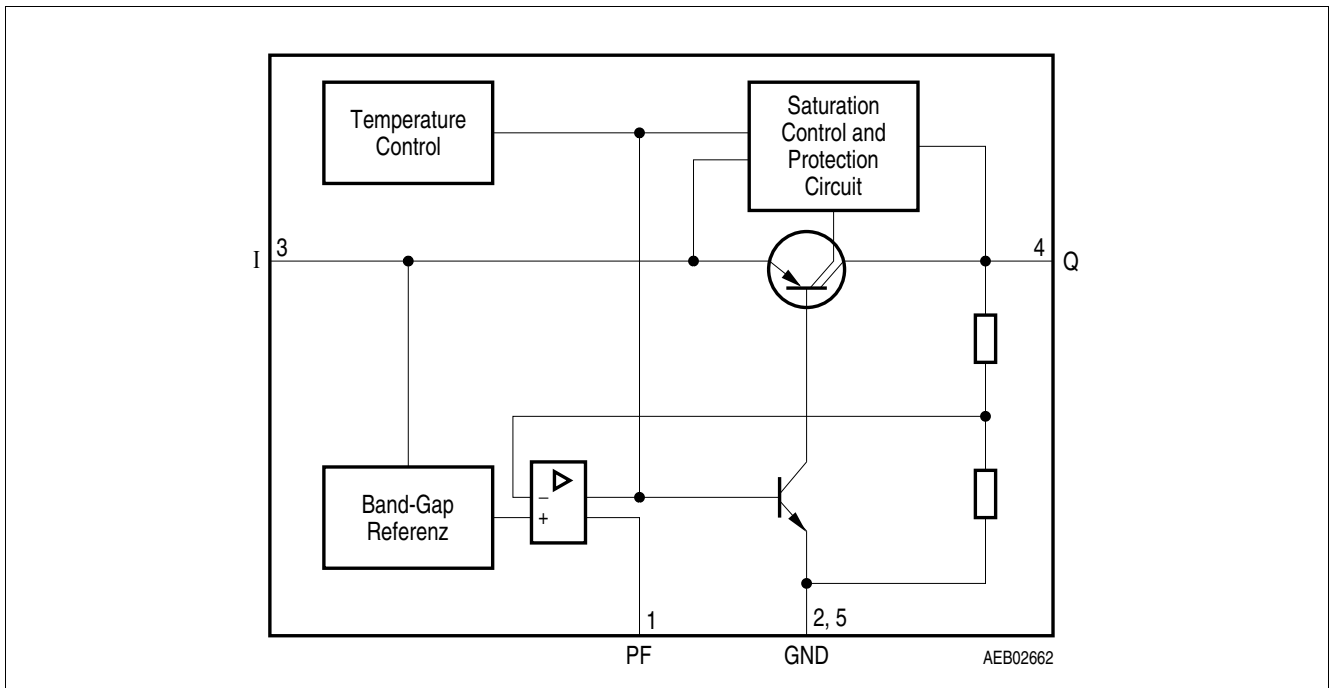 Temperature
Control
Saturation
Control and
Protection
Circuit
I
3
4
Q
Band-Gap
Referenz
−
+
1
2, 5
PF
GND
AEB02662